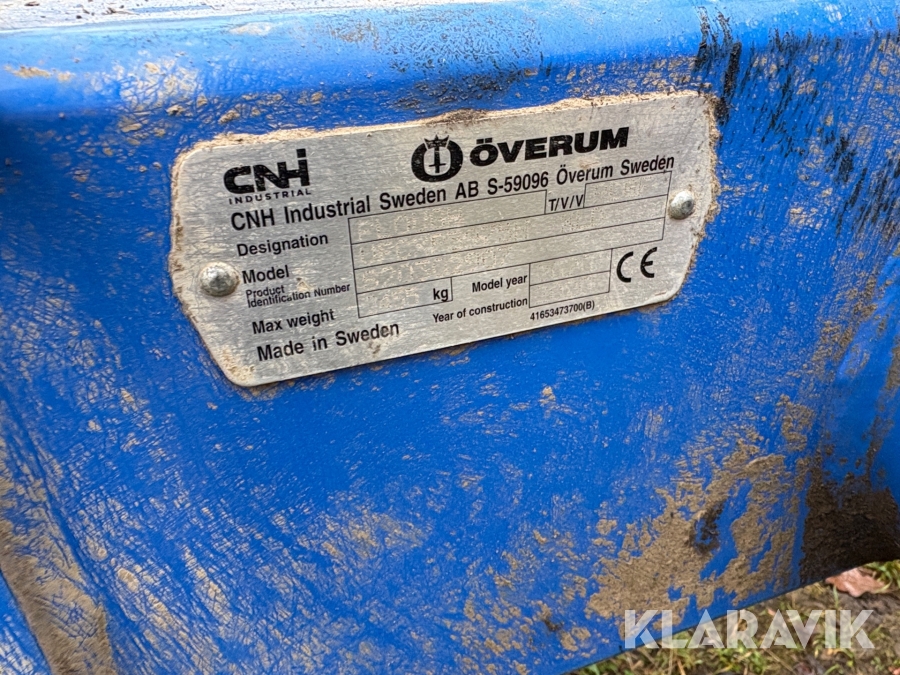 CNH
INDUSTRIAL
ÖVERUM
CNH Industrial Sweden AB S-59096 Överum Sweden
Designation
T/V/V
Model
Product
Identification Number
Max weight
kg
Model year
Year of construction
Made in Sweden
41653473700(B)
CE
KLARAVIK